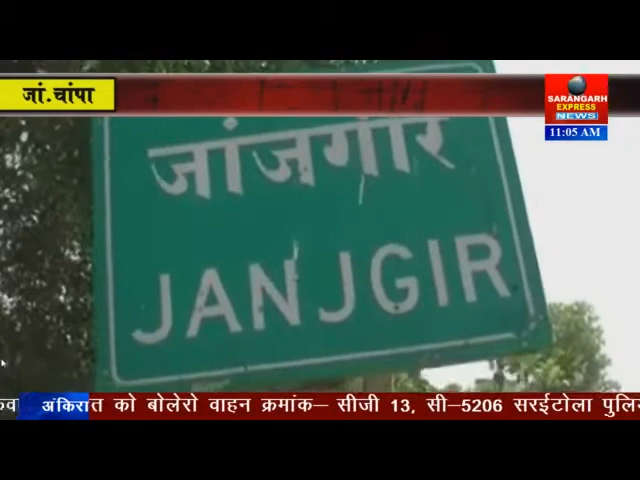 जां.चांपा
SARANGARH
EXPRESS
NEWS
11:05 AM
जांजगीर
JANJGIR
अंकिरा
त को बोलेरो वाहन क्रमांक– सीजी 13, सी–5206 सरईटोला